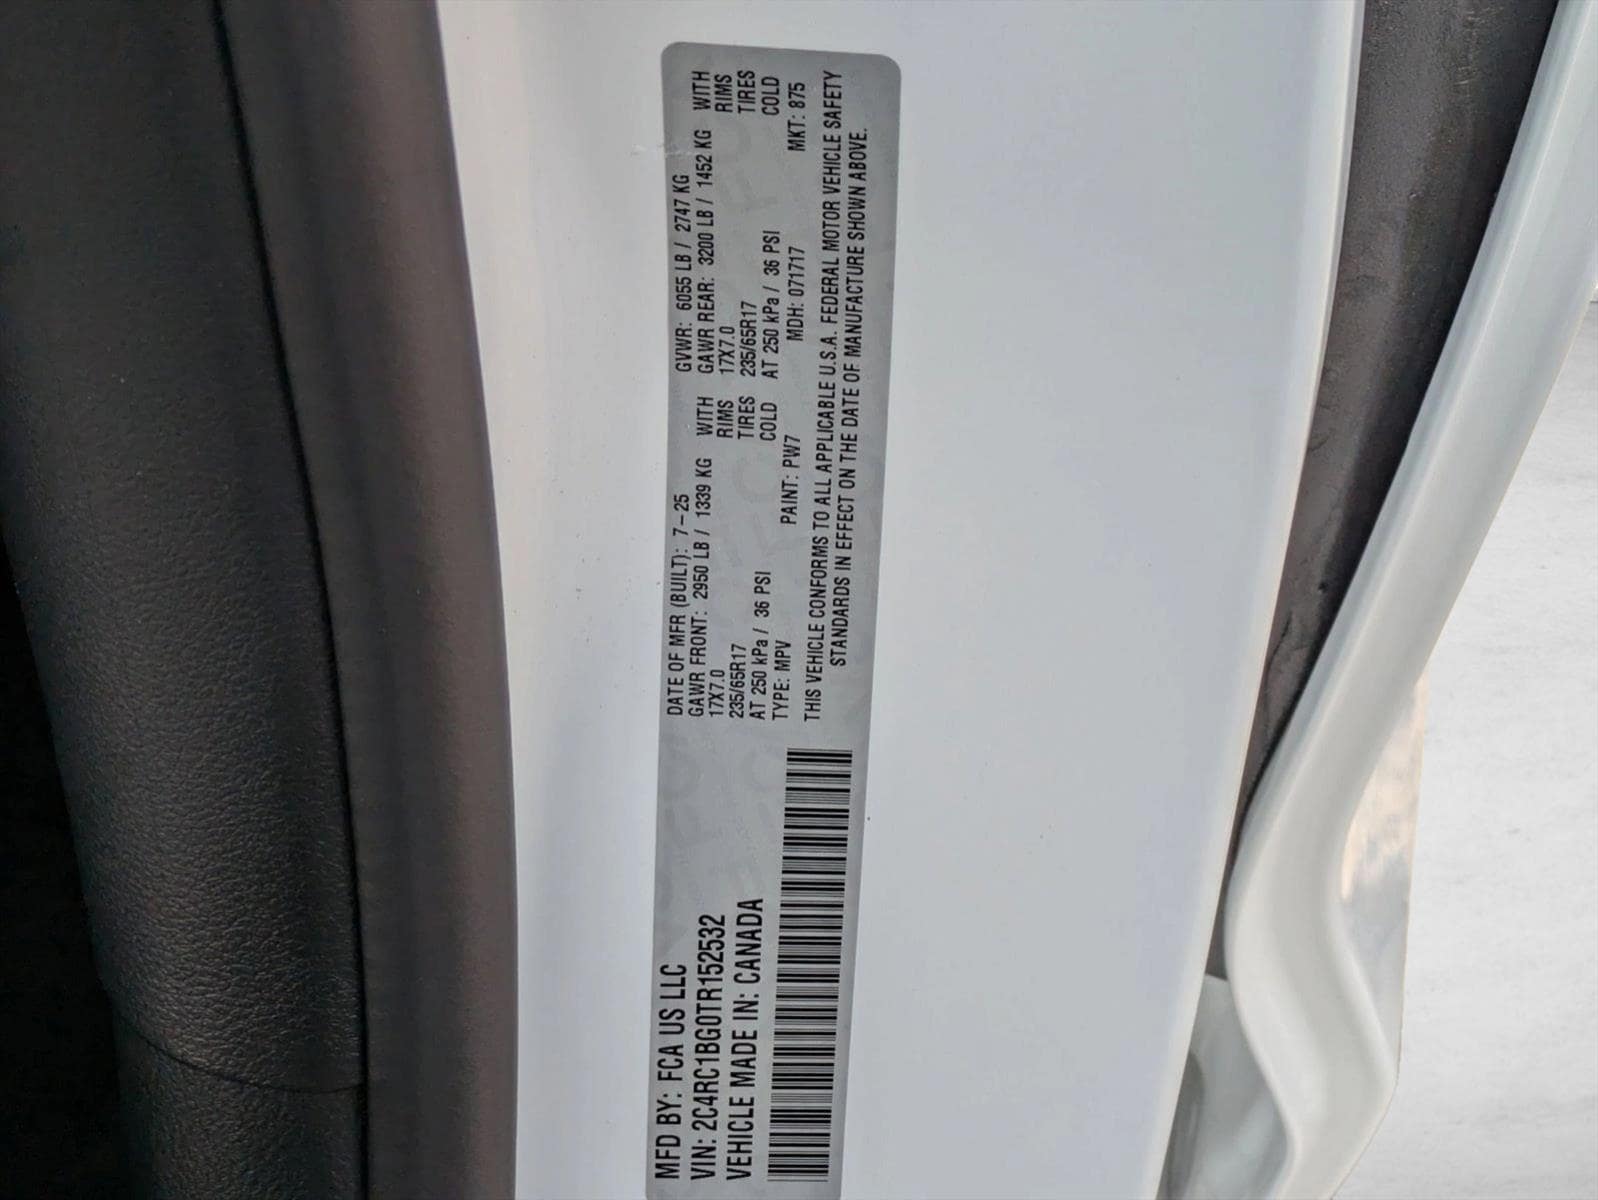 MFD BY: FCA US LLC
VIN: 2C4RC1BG0TR152532
VEHICLE MADE IN: CANADA
DATE OF MFR (BUILT): 7-25 GVWR: 6055 LB / 2747 KG
GAWR FRONT: 2950 LB / 1339 KG WITH GAWR REAR: 3200 LB / 1452 KG WITH
17X7.0 RIMS 17X7.0 RIMS
235/65R17 TIRES 235/65R17 TIRES
AT 250 kPa / 36 PSI COLD AT 250 kPa / 36 PSI COLD
TYPE: MPV PAINT: PW7 MDH: 071717 MKT: 875
THIS VEHICLE CONFORMS TO ALL APPLICABLE U.S.A. FEDERAL MOTOR VEHICLE SAFETY
STANDARDS IN EFFECT ON THE DATE OF MANUFACTURE SHOWN ABOVE.